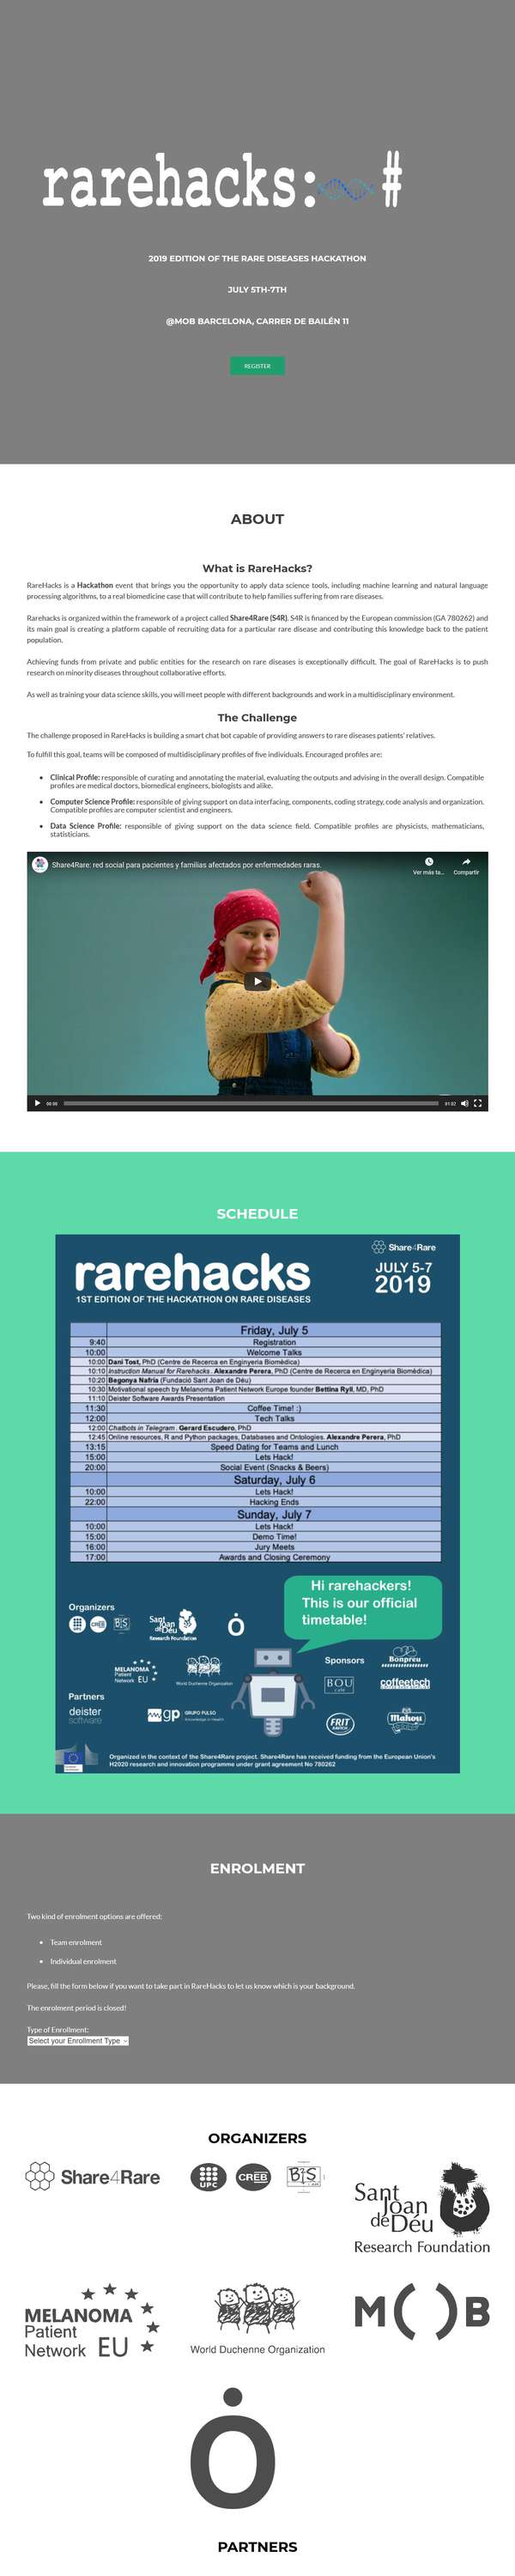 rarehacks: #
2019 EDITION OF THE RARE DISEASES HACKATHON
JULY 5TH-7TH
@MOB BARCELONA, CARRER DE BAILÉN 11
REGISTER
ABOUT
What is RareHacks?
RareHacks is a Hackathon event that brings you the opportunity to apply data science tools, including machine learning and natural language
processing algorithms, to a real biomedicine case that will contribute to help families suffering from rare diseases.
Rarehacks is organized within the framework of a project called Share4Rare (S4R). S4R is financed by the European commission (GA 780262) and
its main goal is creating a platform capable of recruiting data for a particular rare disease and contributing this knowledge back to the patient
population.
Achieving funds from private and public entities for the research on rare diseases is exceptionally difficult. The goal of RareHacks is to push
research on minority diseases throughout collaborative efforts.
As well as training your data science skills, you will meet people with different backgrounds and work in a multidisciplinary environment.
The Challenge
The challenge proposed in RareHacks is building a smart chat bot capable of providing answers to rare diseases patients' relatives.
To fulfill this goal, teams will be composed of multidisciplinary profiles of five individuals. Encouraged profiles are:
• Clinical Profile: responsible of curating and annotating the material, evaluating the outputs and advising in the overall design. Compatible
profiles are medical doctors, biomedical engineers, biologists and alike.
• Computer Science Profile: responsible of giving support on data interfacing, components, coding strategy, code analysis and organization.
Compatible profiles are computer scientist and engineers.
• Data Science Profile: responsible of giving support on the data science field. Compatible profiles are physicists, mathematicians,
statisticians.
Share4Rare: red social para pacientes y familias afectados por enfermedades raras.
Ver más ta... Compartir
00:00 01:02
SCHEDULE
Share4Rare
rarehacks JULY 5-7
2019
1ST EDITION OF THE HACKATHON ON RARE DISEASES
Friday, July 5
9:40 Registration
10:00 Welcome Talks
10:00 Dani Tost, PhD (Centre de Recerca en Enginyeria Biomèdica)
10:10 Instruction Manual for Rarehacks. Alexandre Perera, PhD (Centre de Recerca en Enginyeria Biomèdica)
10:20 Begonya Nafria (Fundació Sant Joan de Déu)
10:30 Motivational speech by Melanoma Patient Network Europe founder Bettina Ryll, MD, PhD
11:10 Deister Software Awards Presentation
11:30 Coffee Time! :)
12:00 Tech Talks
12:00 Chatbots in Telegram. Gerard Escudero, PhD
12:45 Online resources, R and Python packages, Databases and Ontologies. Alexandre Perera, PhD
13:15 Speed Dating for Teams and Lunch
15:00 Lets Hack!
20:00 Social Event (Snacks & Beers)
Saturday, July 6
10:00 Lets Hack!
22:00 Hacking Ends
Sunday, July 7
10:00 Lets Hack!
15:00 Demo Time!
16:00 Jury Meets
17:00 Awards and Closing Ceremony
Hi rarehackers!
This is our official
timetable!
Organizers
UPC CREB BIS
Sant Joan de Déu
Research Foundation
MELANOMA
Patient
Network EU
World Duchenne Organization
Partners
deister
software
gp GRUPO PULSO
Sponsors
Bonpreu
BOU
coffeetech
FRIT
Mahou
Organized in the context of the Share4Rare project. Share4Rare has received funding from the European Union's
H2020 research and innovation programme under grant agreement No 780262
ENROLMENT
Two kind of enrolment options are offered:
• Team enrolment
• Individual enrolment
Please, fill the form below if you want to take part in RareHacks to let us know which is your background.
The enrolment period is closed!
Type of Enrollment:
Select your Enrollment Type
ORGANIZERS
Share4Rare
UPC CREB BIS
Sant
Joan
de Déu
Research Foundation
MELANOMA
Patient
Network EU
World Duchenne Organization
M( )B
PARTNERS